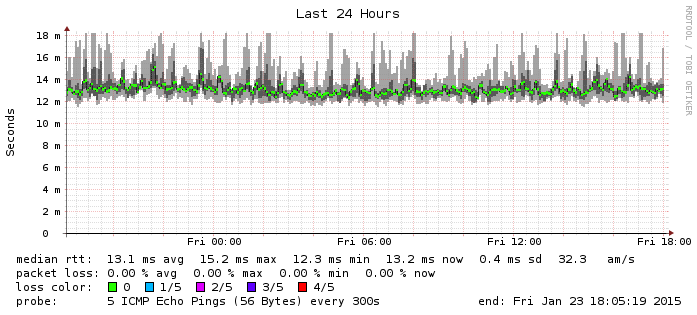 Last 24 Hours
RRDTOOL / TOBI OETIKER
Seconds
18 m
16 m
14 m
12 m
10 m
8 m
6 m
4 m
2 m
0
Fri 00:00 Fri 06:00 Fri 12:00 Fri 18:00
median rtt: 13.1 ms avg 15.2 ms max 12.3 ms min 13.2 ms now 0.4 ms sd 32.3 am/s
packet loss: 0.00 % avg 0.00 % max 0.00 % min 0.00 % now
loss color: 0 1/5 2/5 3/5 4/5
probe: 5 ICMP Echo Pings (56 Bytes) every 300s end: Fri Jan 23 18:05:19 2015